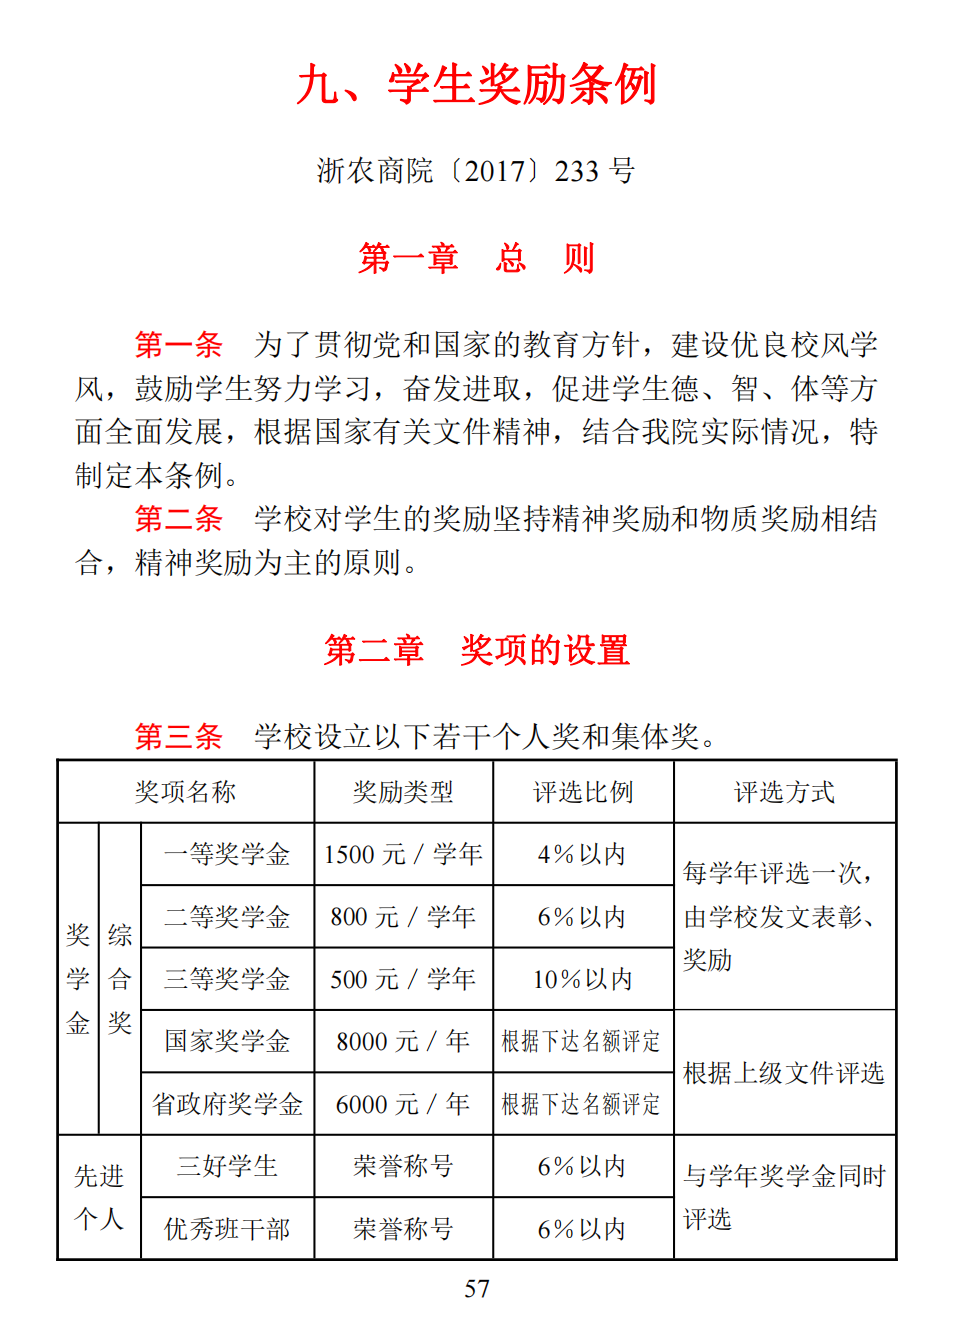 九、学生奖励条例
浙农商院〔2017〕233 号
第一章 总 则
第一条 为了贯彻党和国家的教育方针，建设优良校风学
风，鼓励学生努力学习，奋发进取，促进学生德、智、体等方
面全面发展，根据国家有关文件精神，结合我院实际情况，特
制定本条例。
第二条 学校对学生的奖励坚持精神奖励和物质奖励相结
合，精神奖励为主的原则。
第二章 奖项的设置
第三条 学校设立以下若干个人奖和集体奖。
奖项名称 奖励类型 评选比例 评选方式
奖学金 综合奖
一等奖学金 1500 元／学年 4%以内
二等奖学金 800 元／学年 6%以内
三等奖学金 500 元／学年 10%以内
每学年评选一次，
由学校发文表彰、
奖励
国家奖学金 8000 元／年 根据下达名额评定
省政府奖学金 6000 元／年 根据下达名额评定
根据上级文件评选
先进
个人
三好学生 荣誉称号 6%以内
优秀班干部 荣誉称号 6%以内
与学年奖学金同时
评选
57